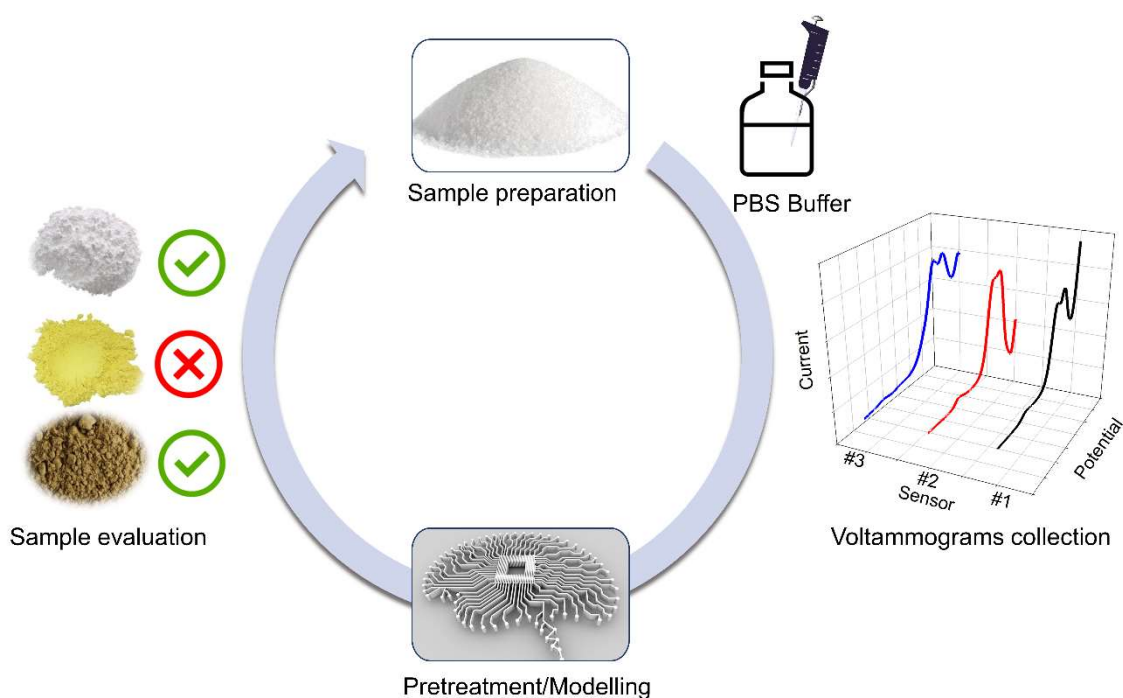 Sample preparation
PBS Buffer
Current
#3
#2
#1
Sensor
Potential
Voltammograms collection
Sample evaluation
Pretreatment/Modelling